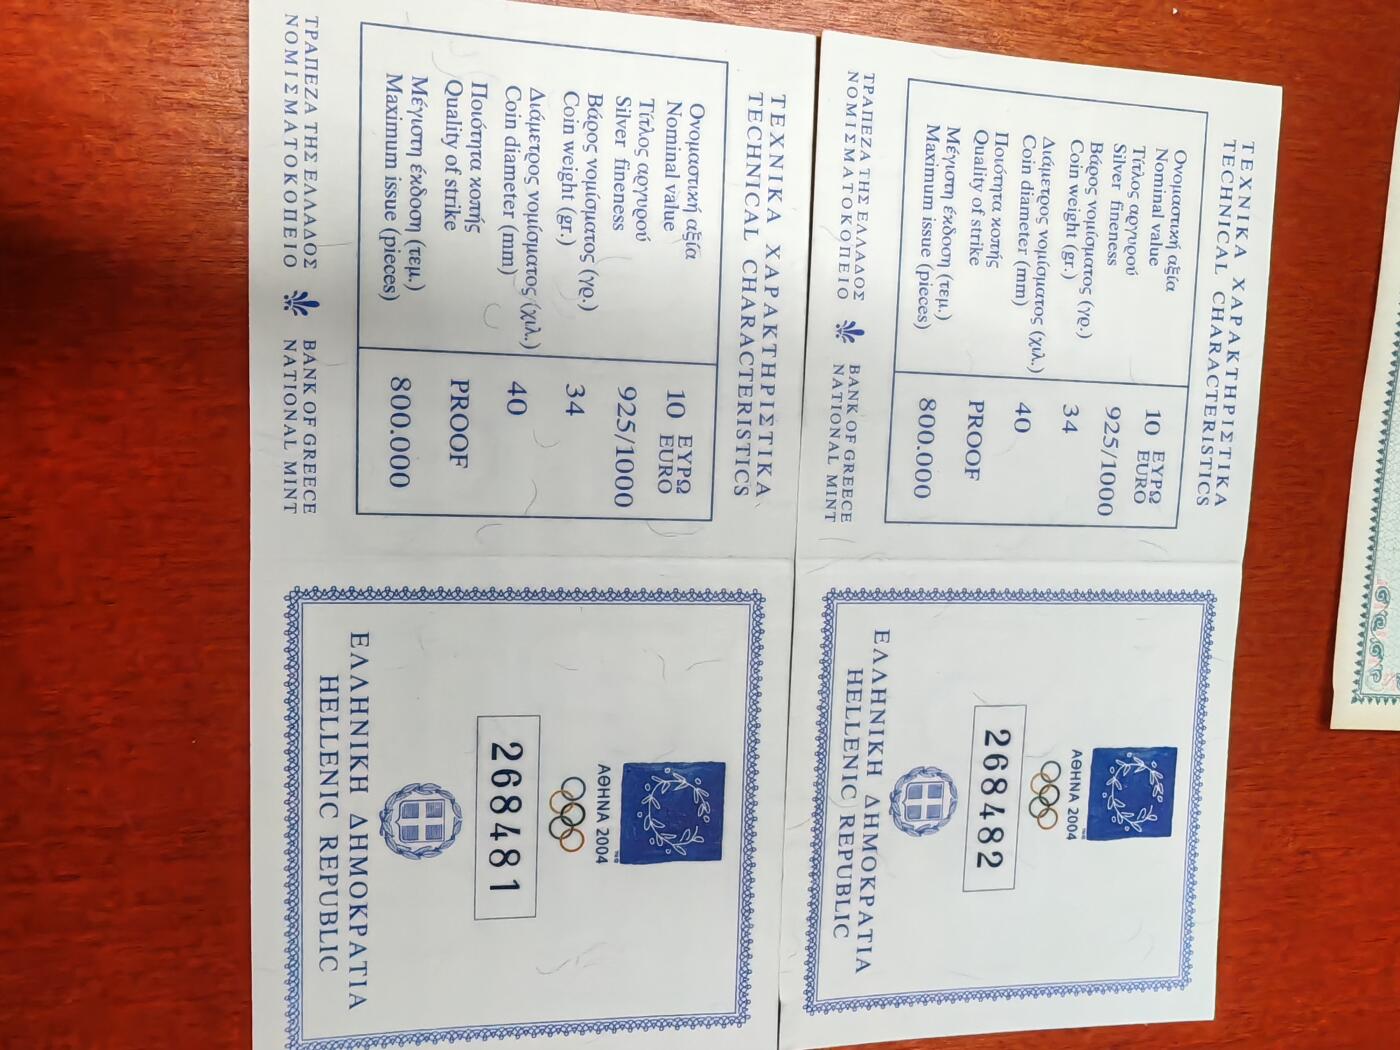 ΤΕΧΝΙΚΑ ΧΑΡΑΚΤΗΡΙΣΤΙΚΑ
TECHNICAL CHARACTERISTICS
Ονομαστική αξία
Nominal value
10 ΕΥΡΩ
EURO
Τίτλος αργυρού
Silver fineness
925/1000
Βάρος νομίσματος (γρ.)
Coin weight (gr.)
34
Διάμετρος νομίσματος (χιλ.)
Coin diameter (mm)
40
Ποιότητα κοπής
Quality of strike
PROOF
Μέγιστη έκδοση (τεμ.)
Maximum issue (pieces)
800.000
ΤΡΑΠΕΖΑ ΤΗΣ ΕΛΛΑΔΟΣ
ΝΟΜΙΣΜΑΤΟΚΟΠΕΙΟ
BANK OF GREECE
NATIONAL MINT
ΑΘΗΝΑ 2004
268482
ΕΛΛΗΝΙΚΗ ΔΗΜΟΚΡΑΤΙΑ
HELLENIC REPUBLIC
ΤΕΧΝΙΚΑ ΧΑΡΑΚΤΗΡΙΣΤΙΚΑ
TECHNICAL CHARACTERISTICS
Ονομαστική αξία
Nominal value
10 ΕΥΡΩ
EURO
Τίτλος αργυρού
Silver fineness
925/1000
Βάρος νομίσματος (γρ.)
Coin weight (gr.)
34
Διάμετρος νομίσματος (χιλ.)
Coin diameter (mm)
40
Ποιότητα κοπής
Quality of strike
PROOF
Μέγιστη έκδοση (τεμ.)
Maximum issue (pieces)
800.000
ΤΡΑΠΕΖΑ ΤΗΣ ΕΛΛΑΔΟΣ
ΝΟΜΙΣΜΑΤΟΚΟΠΕΙΟ
BANK OF GREECE
NATIONAL MINT
ΑΘΗΝΑ 2004
268481
ΕΛΛΗΝΙΚΗ ΔΗΜΟΚΡΑΤΙΑ
HELLENIC REPUBLIC